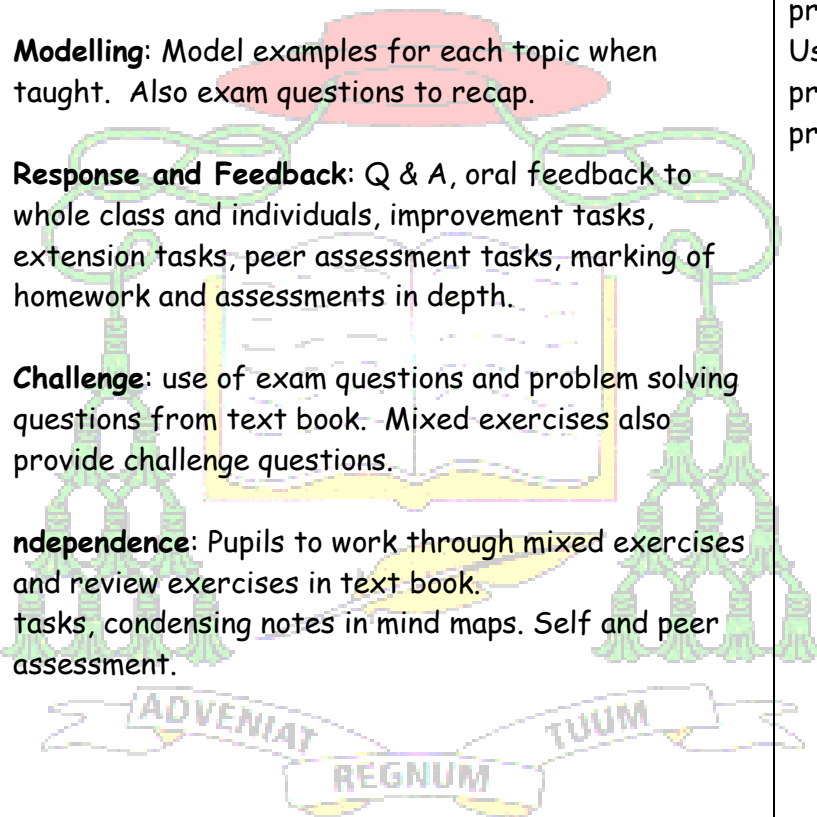 Modelling: Model examples for each topic when
taught. Also exam questions to recap.
Response and Feedback: Q & A, oral feedback to
whole class and individuals, improvement tasks,
extension tasks, peer assessment tasks, marking of
homework and assessments in depth.
Challenge: use of exam questions and problem solving
questions from text book. Mixed exercises also
provide challenge questions.
ndependence: Pupils to work through mixed exercises
and review exercises in text book.
tasks, condensing notes in mind maps. Self and peer
assessment.
ADVENIAT
REGNUM
TUUM
pr
Us
pr
pr